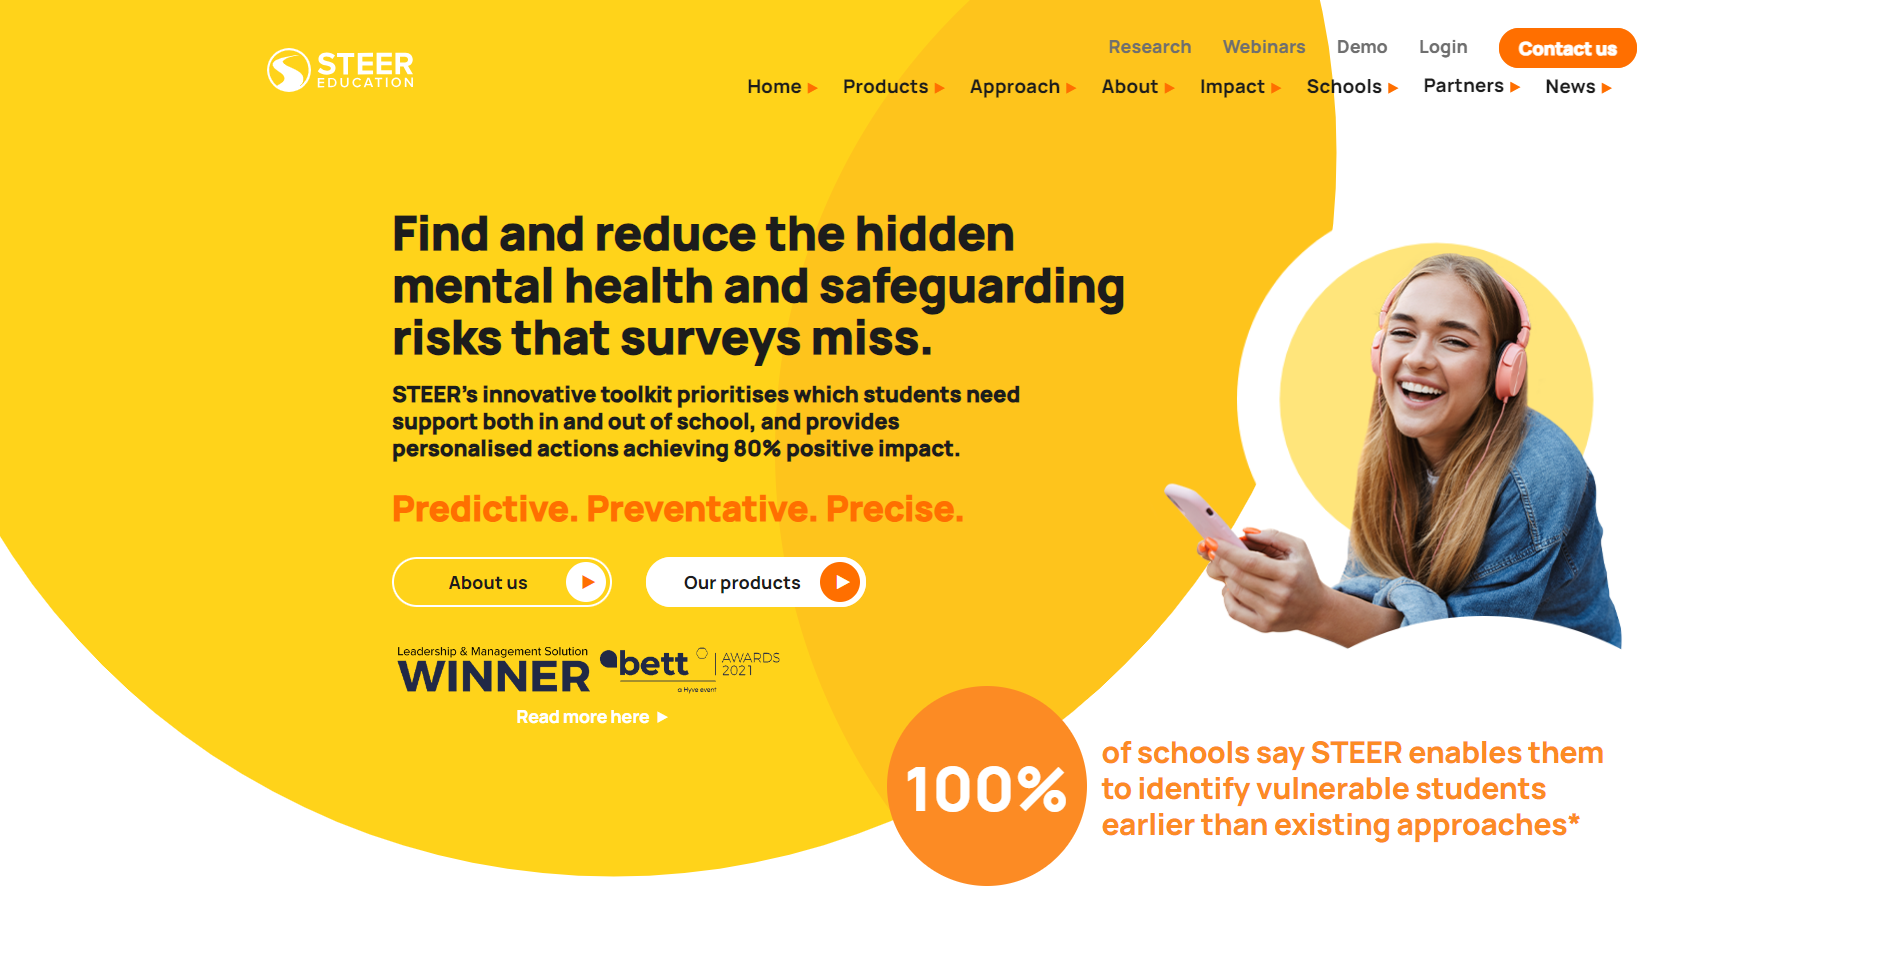 STEER
EDUCATION
Research Webinars Demo Login Contact us
Home Products Approach About Impact Schools Partners News
Find and reduce the hidden
mental health and safeguarding
risks that surveys miss.
STEER’s innovative toolkit prioritises which students need
support both in and out of school, and provides
personalised actions achieving 80% positive impact.
Predictive. Preventative. Precise.
About us
Our products
Leadership & Management Solution
WINNER
bett
AWARDS
2021
a Hyve event
Read more here
100%
of schools say STEER enables them
to identify vulnerable students
earlier than existing approaches*